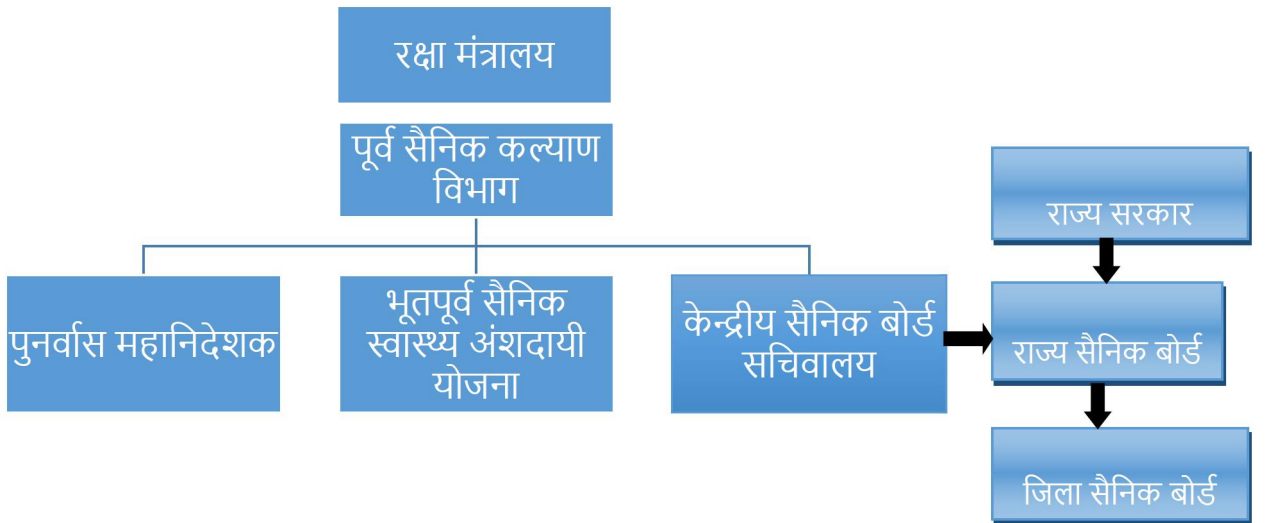 रक्षा मंत्रालय
पूर्व सैनिक कल्याण
विभाग
पुनर्वास महानिदेशक
भूतपूर्व सैनिक
स्वास्थ्य अंशदायी
योजना
केन्द्रीय सैनिक बोर्ड
सचिवालय
राज्य सरकार
राज्य सैनिक बोर्ड
जिला सैनिक बोर्ड